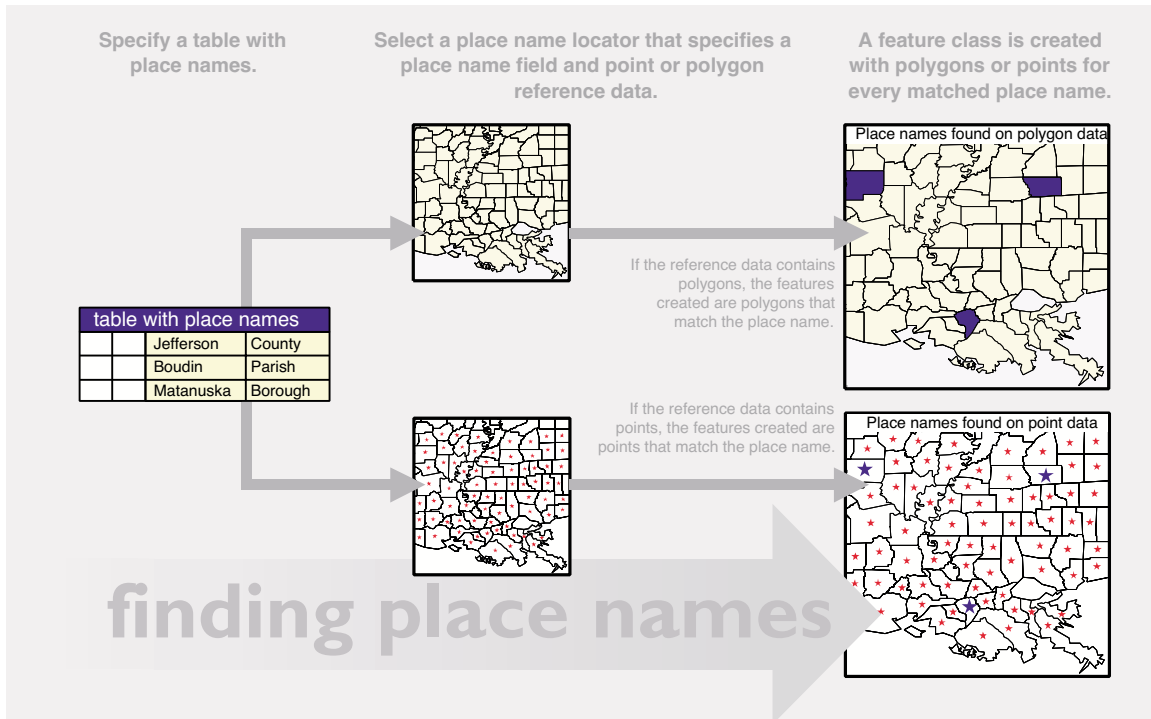 Specify a table with
place names.
Select a place name locator that specifies a
place name field and point or polygon
reference data.
A feature class is created
with polygons or points for
every matched place name.
Place names found on polygon data
If the reference data contains
polygons, the features
created are polygons that
match the place name.
table with place names
Jefferson County
Boudin Parish
Matanuska Borough
If the reference data contains
points, the features created are
points that match the place name.
Place names found on point data
finding place names